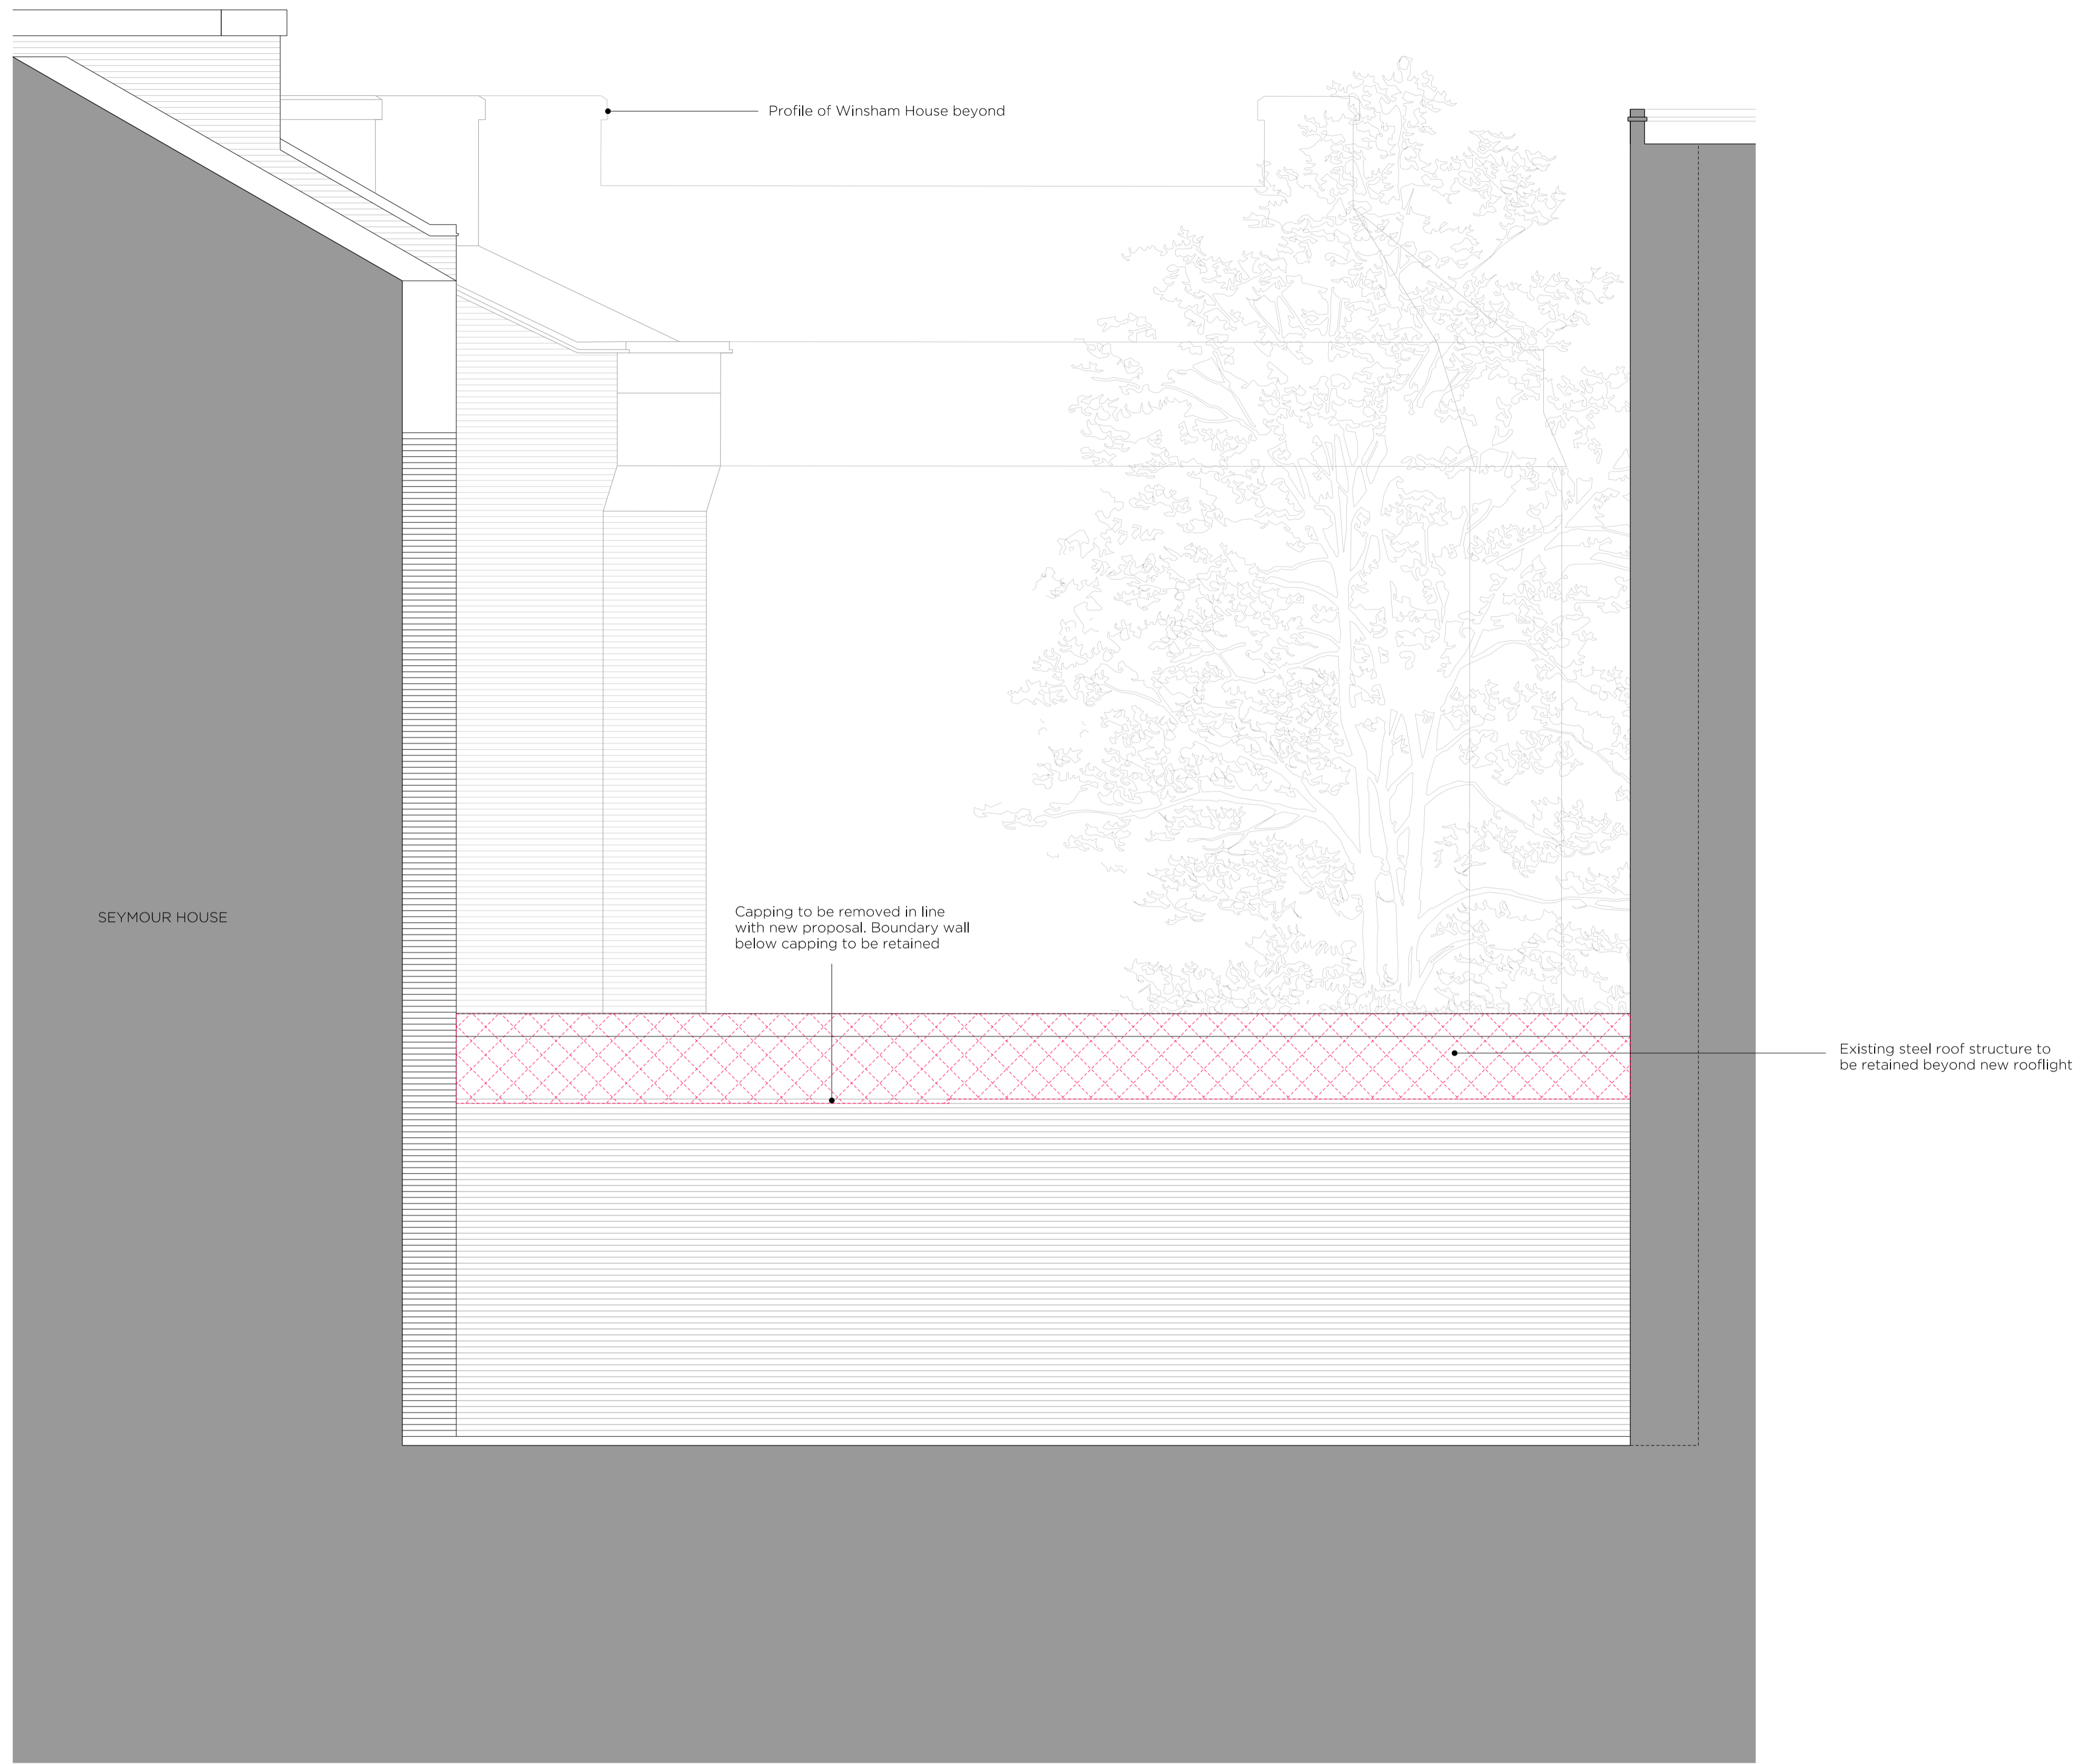 Profile of Winsham House beyond
SEYMOUR HOUSE
Capping to be removed in line
with new proposal. Boundary wall
below capping to be retained
Existing steel roof structure to
be retained beyond new rooflight